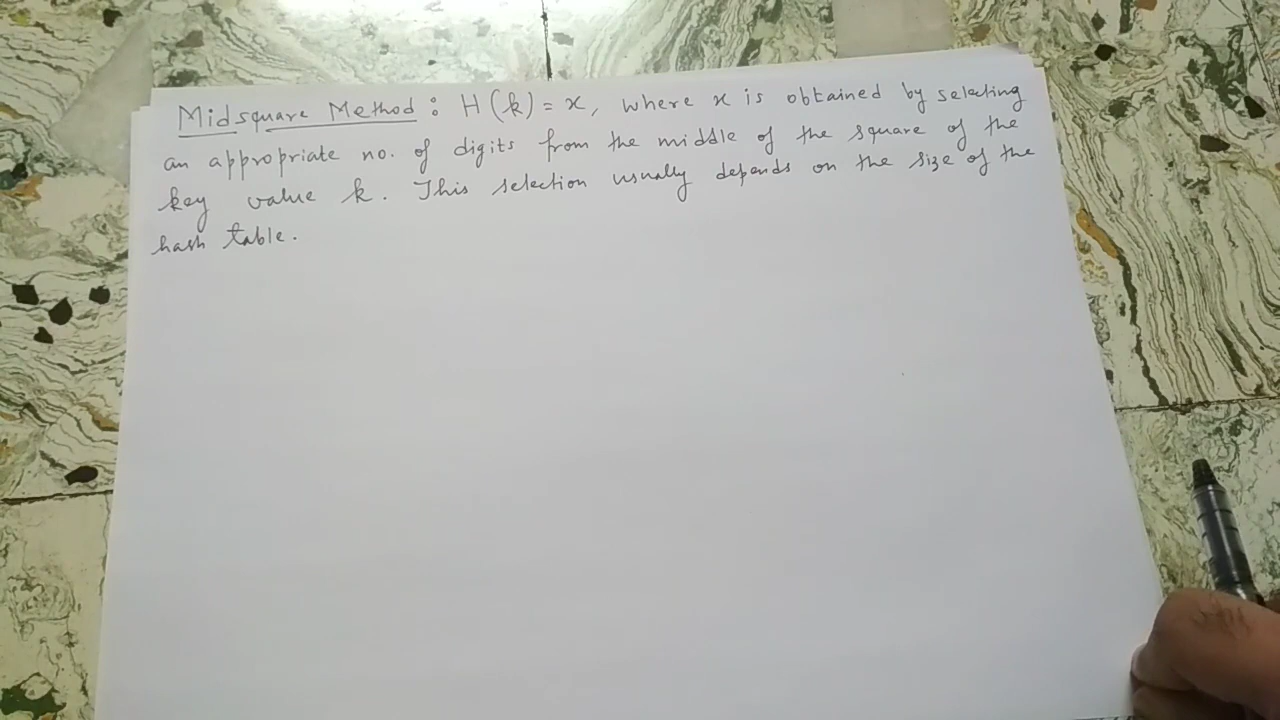 Midsquare Method : H(k) = x, where x is obtained by selecting
an appropriate no. of digits from the middle of the square of the
key value k. This selection usually depends on the size of the
hash table.